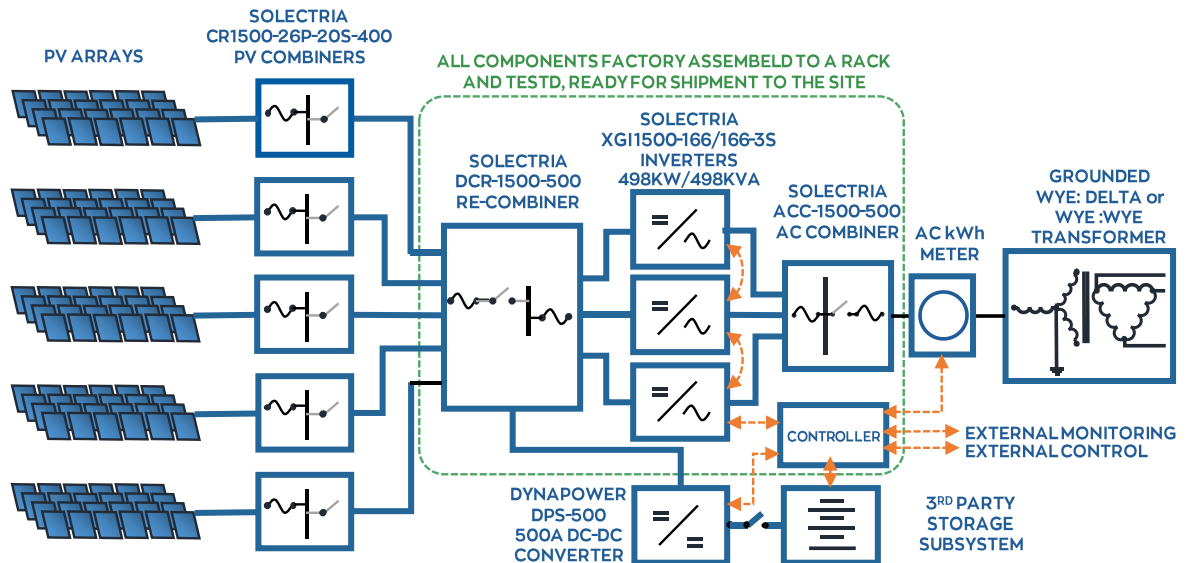 PV ARRAYS
SOLECTRIA
CR1500-26P-20S-400
PV COMBINERS
ALL COMPONENTS FACTORY ASSEMBELD TO A RACK
AND TESTD, READY FOR SHIPMENT TO THE SITE
SOLECTRIA
DCR-1500-500
RE-COMBINER
SOLECTRIA
XGI1500-166/166-3S
INVERTERS
498KW/498KVA
SOLECTRIA
ACC-1500-500
AC COMBINER
AC kWh
METER
GROUNDED
WYE: DELTA or
WYE :WYE
TRANSFORMER
CONTROLLER
EXTERNAL MONITORING
EXTERNAL CONTROL
DYNAPOWER
DPS-500
500A DC-DC
CONVERTER
3RD PARTY
STORAGE
SUBSYSTEM